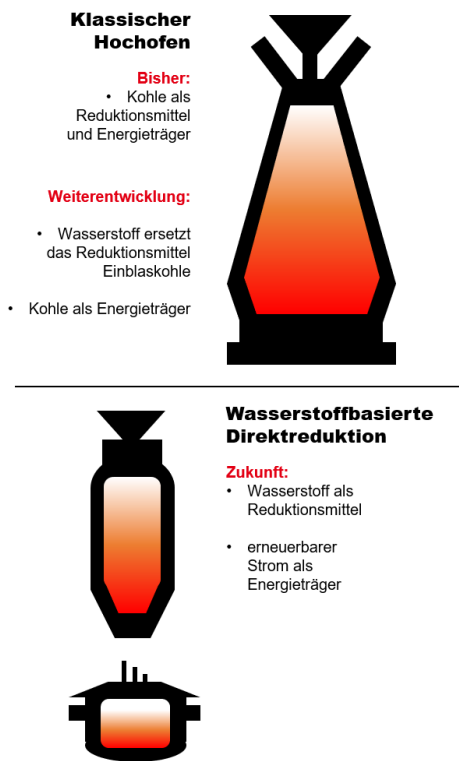 Klassischer
Hochofen
Bisher:
• Kohle als
Reduktionsmittel
und Energieträger
Weiterentwicklung:
• Wasserstoff ersetzt
das Reduktionsmittel
Einblaskohle
• Kohle als Energieträger
Wasserstoffbasierte
Direktreduktion
Zukunft:
• Wasserstoff als
Reduktionsmittel
• erneuerbarer
Strom als
Energieträger